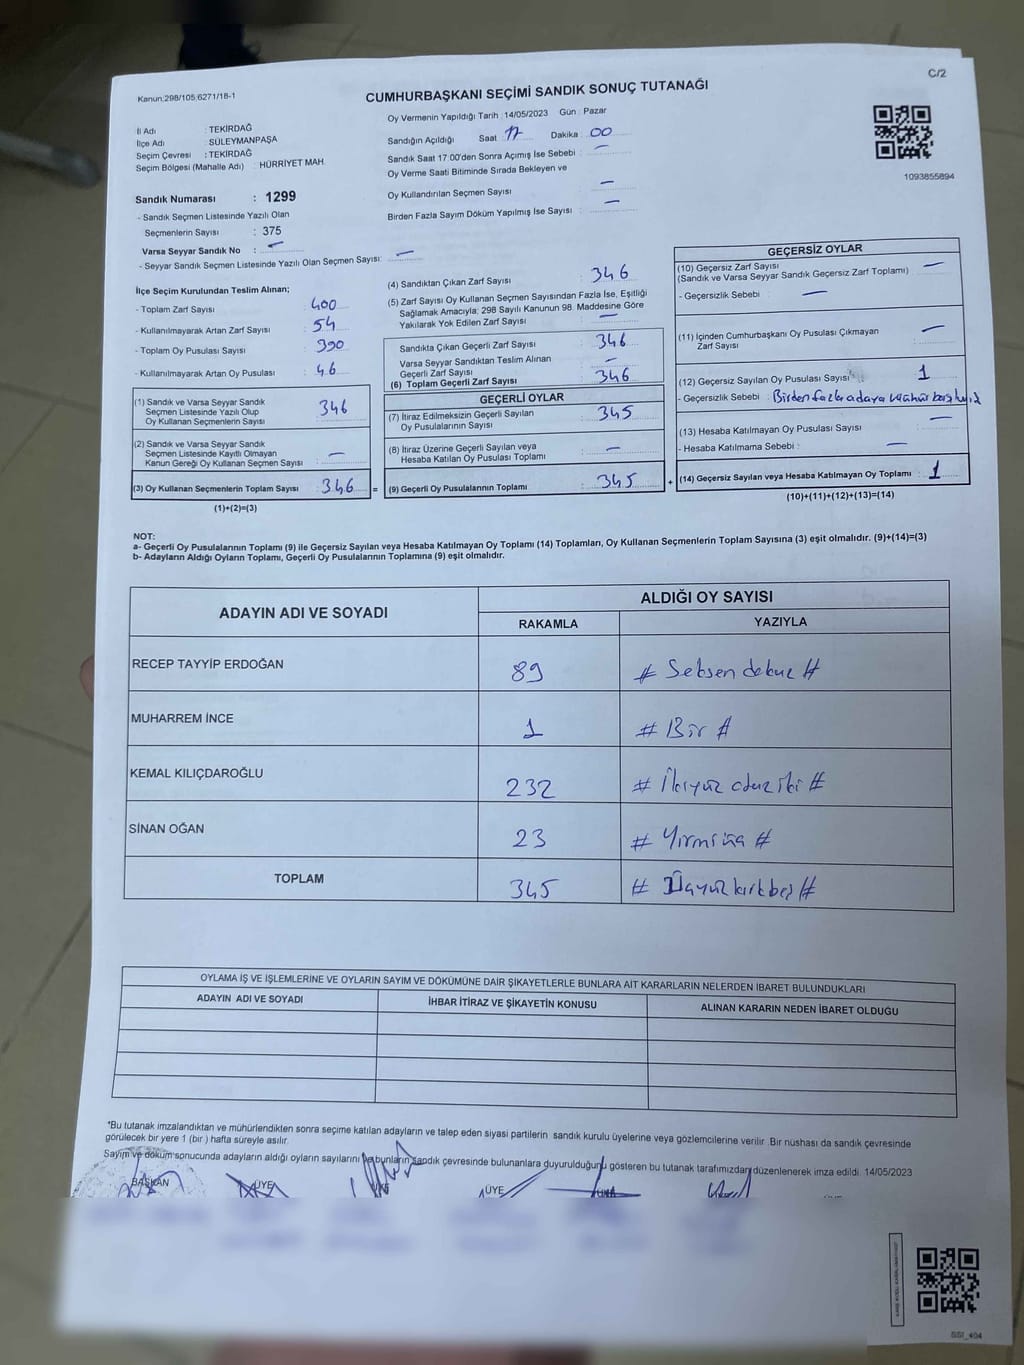 C/2
Kanun:298/105;6271/18-1
CUMHURBAŞKANI SEÇİMİ SANDIK SONUÇ TUTANAĞI
İl Adı : TEKİRDAĞ
İlçe Adı : SÜLEYMANPAŞA
Seçim Çevresi : TEKİRDAĞ
Seçim Bölgesi (Mahalle Adı) : HÜRRİYET MAH.
Sandık Numarası : 1299
- Sandık Seçmen Listesinde Yazılı Olan
Seçmenlerin Sayısı : 375
Varsa Seyyar Sandık No : —
- Seyyar Sandık Seçmen Listesinde Yazılı Olan Seçmen Sayısı: —
Oy Vermenin Yapıldığı Tarih : 14/05/2023 Gün : Pazar
Sandığın Açıldığı Saat : 17 Dakika : 00
Sandık Saat 17:00'den Sonra Açımış İse Sebebi : —
Oy Verme Saati Bitiminde Sırada Bekleyen ve
Oy Kullandırılan Seçmen Sayısı : —
Birden Fazla Sayım Döküm Yapılmış İse Sayısı : —
1093855894
İlçe Seçim Kurulundan Teslim Alınan;
- Toplam Zarf Sayısı : 400
- Kullanılmayarak Artan Zarf Sayısı : 54
- Toplam Oy Pusulası Sayısı : 390
- Kullanılmayarak Artan Oy Pusulası : 46
(1) Sandık ve Varsa Seyyar Sandık
Seçmen Listesinde Yazılı Olup
Oy Kullanan Seçmenlerin Sayısı : 346
(2) Sandık ve Varsa Seyyar Sandık
Seçmen Listesinde Kayıtlı Olmayan
Kanun Gereği Oy Kullanan Seçmen Sayısı : —
(3) Oy Kullanan Seçmenlerin Toplam Sayısı : 346 =
(1)+(2)=(3)
(4) Sandıktan Çıkan Zarf Sayısı : 346
(5) Zarf Sayısı Oy Kullanan Seçmen Sayısından Fazla İse, Eşitliği
Sağlamak Amacıyla; 298 Sayılı Kanunun 98. Maddesine Göre
Yakılarak Yok Edilen Zarf Sayısı : —
Sandıkta Çıkan Geçerli Zarf Sayısı : 346
Varsa Seyyar Sandıktan Teslim Alınan
Geçerli Zarf Sayısı : —
(6) Toplam Geçerli Zarf Sayısı : 346
GEÇERLİ OYLAR
(7) İtiraz Edilmeksizin Geçerli Sayılan
Oy Pusulalarının Sayısı : 345
(8) İtiraz Üzerine Geçerli Sayılan veya
Hesaba Katılan Oy Pusulası Toplamı : —
(9) Geçerli Oy Pusulalarının Toplamı : 345 +
GEÇERSİZ OYLAR
(10) Geçersiz Zarf Sayısı
(Sandık ve Varsa Seyyar Sandık Geçersiz Zarf Toplamı) : —
- Geçersizlik Sebebi : —
(11) İçinden Cumhurbaşkanı Oy Pusulası Çıkmayan
Zarf Sayısı : —
(12) Geçersiz Sayılan Oy Pusulası Sayısı : 1
- Geçersizlik Sebebi : Birden fazla adaya mühür
(13) Hesaba Katılmayan Oy Pusulası Sayısı : —
- Hesaba Katılmama Sebebi : —
(14) Geçersiz Sayılan veya Hesaba Katılmayan Oy Toplamı : 1
(10)+(11)+(12)+(13)=(14)
NOT:
a- Geçerli Oy Pusulalarının Toplamı (9) ile Geçersiz Sayılan veya Hesaba Katılmayan Oy Toplamı (14) Toplamları, Oy Kullanan Seçmenlerin Toplam Sayısına (3) eşit olmalıdır. (9)+(14)=(3)
b- Adayların Aldığı Oyların Toplamı, Geçerli Oy Pusulalarının Toplamına (9) eşit olmalıdır.
ADAYIN ADI VE SOYADI
ALDIĞI OY SAYISI
RAKAMLA YAZIYLA
RECEP TAYYİP ERDOĞAN 89 # Seksen dokuz #
MUHARREM İNCE 1 # Bir #
KEMAL KILIÇDAROĞLU 232 # İkiyüz otuz iki #
SİNAN OĞAN 23 # Yirmi üç #
TOPLAM 345 # Üçyüz kırkbeş #
OYLAMA İŞ VE İŞLEMLERİNE VE OYLARIN SAYIM VE DÖKÜMÜNE DAİR ŞİKAYETLERLE BUNLARA AİT KARARLARIN NELERDEN İBARET BULUNDUKLARI
ADAYIN ADI VE SOYADI İHBAR İTİRAZ VE ŞİKAYETİN KONUSU ALINAN KARARIN NEDEN İBARET OLDUĞU
*Bu tutanak imzalandıktan ve mühürlendikten sonra seçime katılan adayların ve talep eden siyasi partilerin sandık kurulu üyelerine veya gözlemcilerine verilir. Bir nüshası da sandık çevresinde
görülecek bir yere 1 (bir ) hafta süreyle asılır.
Sayım ve döküm sonucunda adayların aldığı oyların sayılarını ve bunların sandık çevresinde bulunanlara duyurulduğunu gösteren bu tutanak tarafımızdan düzenlenerek imza edildi. 14/05/2023
BAŞKAN ÜYE ÜYE ÜYE
SSI_404